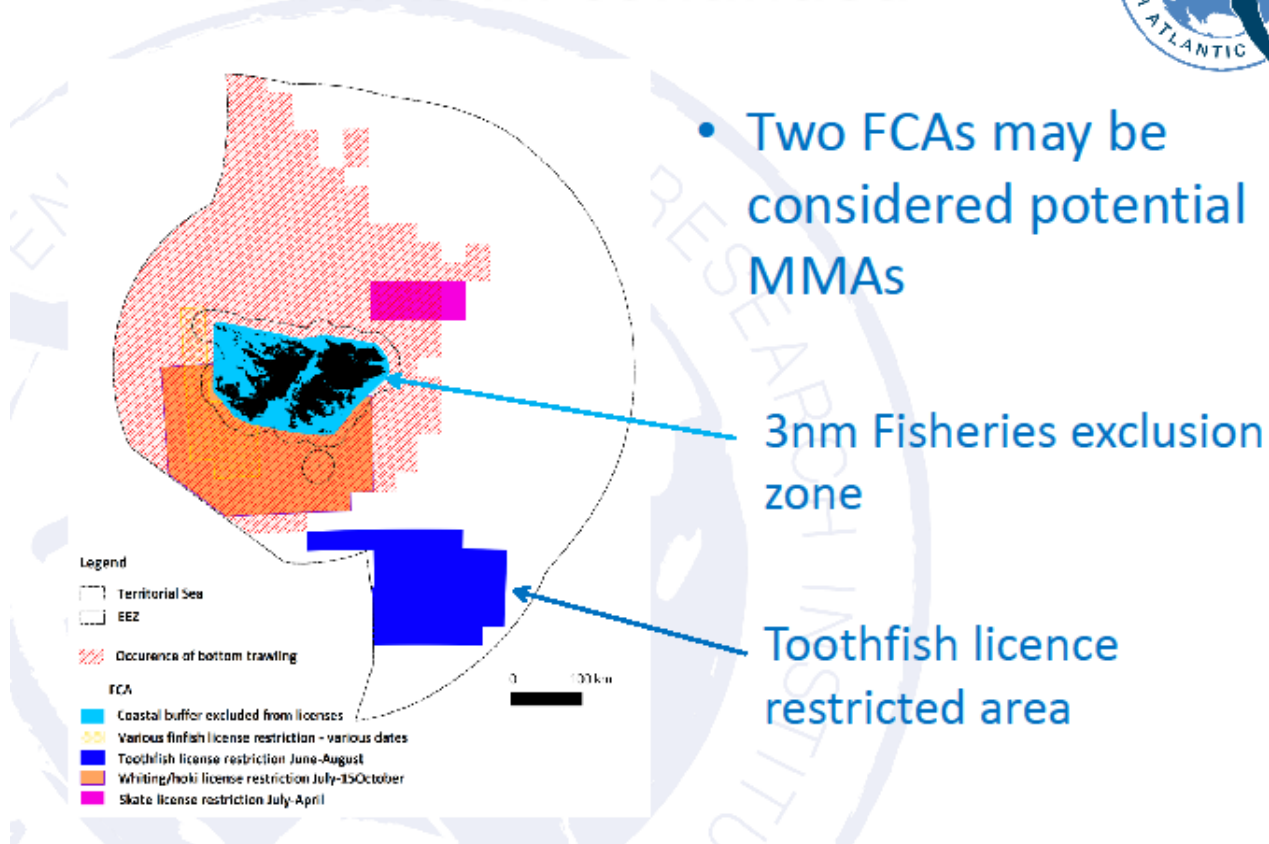 ATLANTIC
• Two FCAs may be
considered potential
MMAs
3nm Fisheries exclusion
zone
Toothfish licence
restricted area
Legend
Territorial Sea
EEZ
Occurence of bottom trawling
FCA
Coastal buffer excluded from licenses
Various finfish license restriction - various dates
Toothfish license restriction June-August
Whiting/hoki license restriction July-15October
Skate license restriction July-April
0 100 km
RESEARCH INSTITU